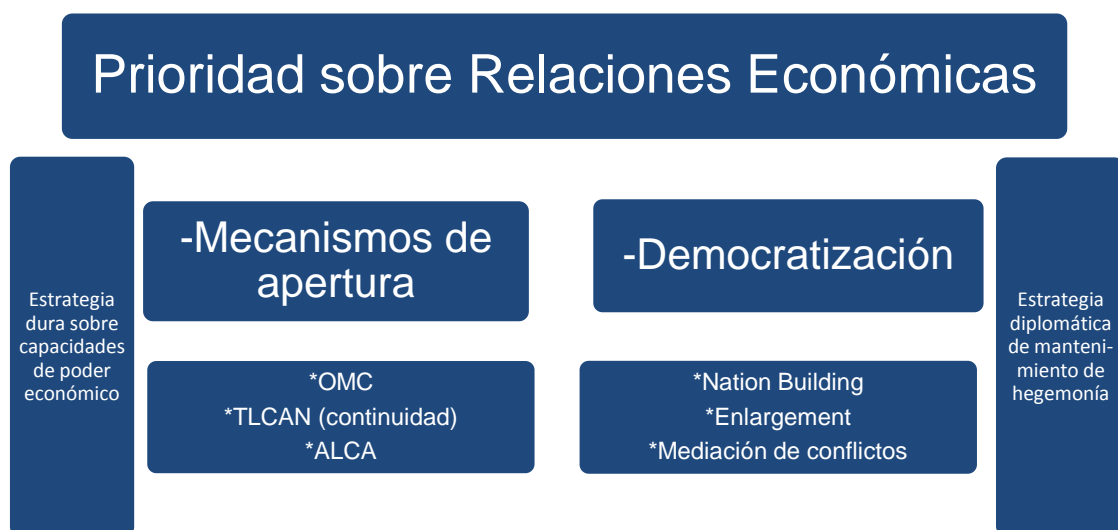 Prioridad sobre Relaciones Económicas
Estrategia
dura sobre
capacidades
de poder
económico
-Mecanismos de
apertura
*OMC
*TLCAN (continuidad)
*ALCA
-Democratización
*Nation Building
*Enlargement
*Mediación de conflictos
Estrategia
diplomática
de manteni-
miento de
hegemonía